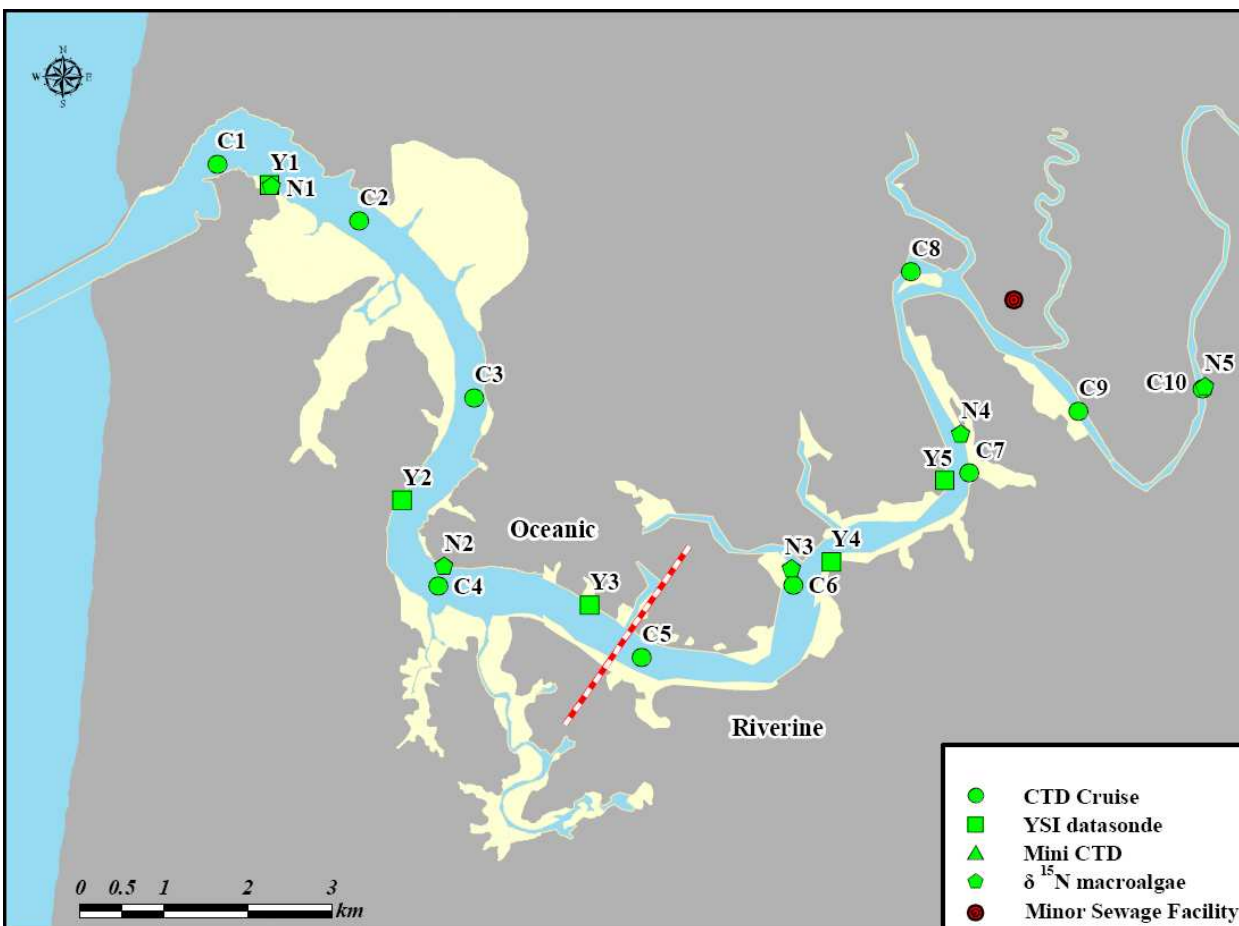 N
W E
S
C1
Y1
N1
C2
C8
C3
N5
C10
C9
N4
C7
Y5
Y2
Oceanic
N2
N3
Y4
C4
Y3
C6
C5
Riverine
CTD Cruise
YSI datasonde
Mini CTD
δ ¹⁵N macroalgae
Minor Sewage Facility
0 0.5 1 2 3
km